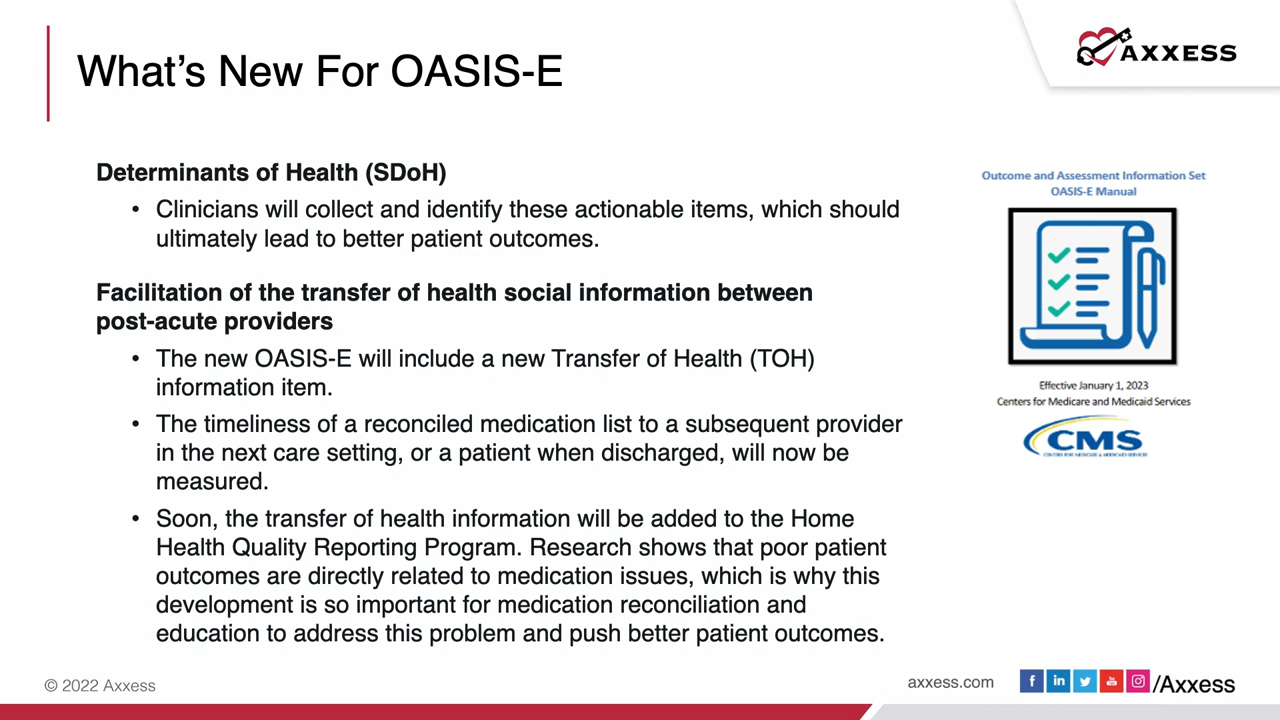 What's New For OASIS-E
AXXESS
Determinants of Health (SDoH)
• Clinicians will collect and identify these actionable items, which should
ultimately lead to better patient outcomes.
Facilitation of the transfer of health social information between
post-acute providers
• The new OASIS-E will include a new Transfer of Health (TOH)
information item.
• The timeliness of a reconciled medication list to a subsequent provider
in the next care setting, or a patient when discharged, will now be
measured.
• Soon, the transfer of health information will be added to the Home
Health Quality Reporting Program. Research shows that poor patient
outcomes are directly related to medication issues, which is why this
development is so important for medication reconciliation and
education to address this problem and push better patient outcomes.
Outcome and Assessment Information Set
OASIS-E Manual
Effective January 1, 2023
Centers for Medicare and Medicaid Services
CMS
CENTERS FOR MEDICARE & MEDICAID SERVICES
© 2022 Axxess
axxess.com
/Axxess